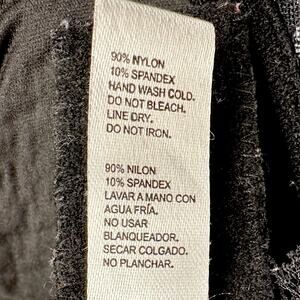 90% NYLON
10% SPANDEX
HAND WASH COLD.
DO NOT BLEACH.
LINE DRY.
DO NOT IRON.
90% NILON
10% SPANDEX
LAVAR A MANO CON
AGUA FRÍA.
NO USAR
BLANQUEADOR.
SECAR COLGADO.
NO PLANCHAR.